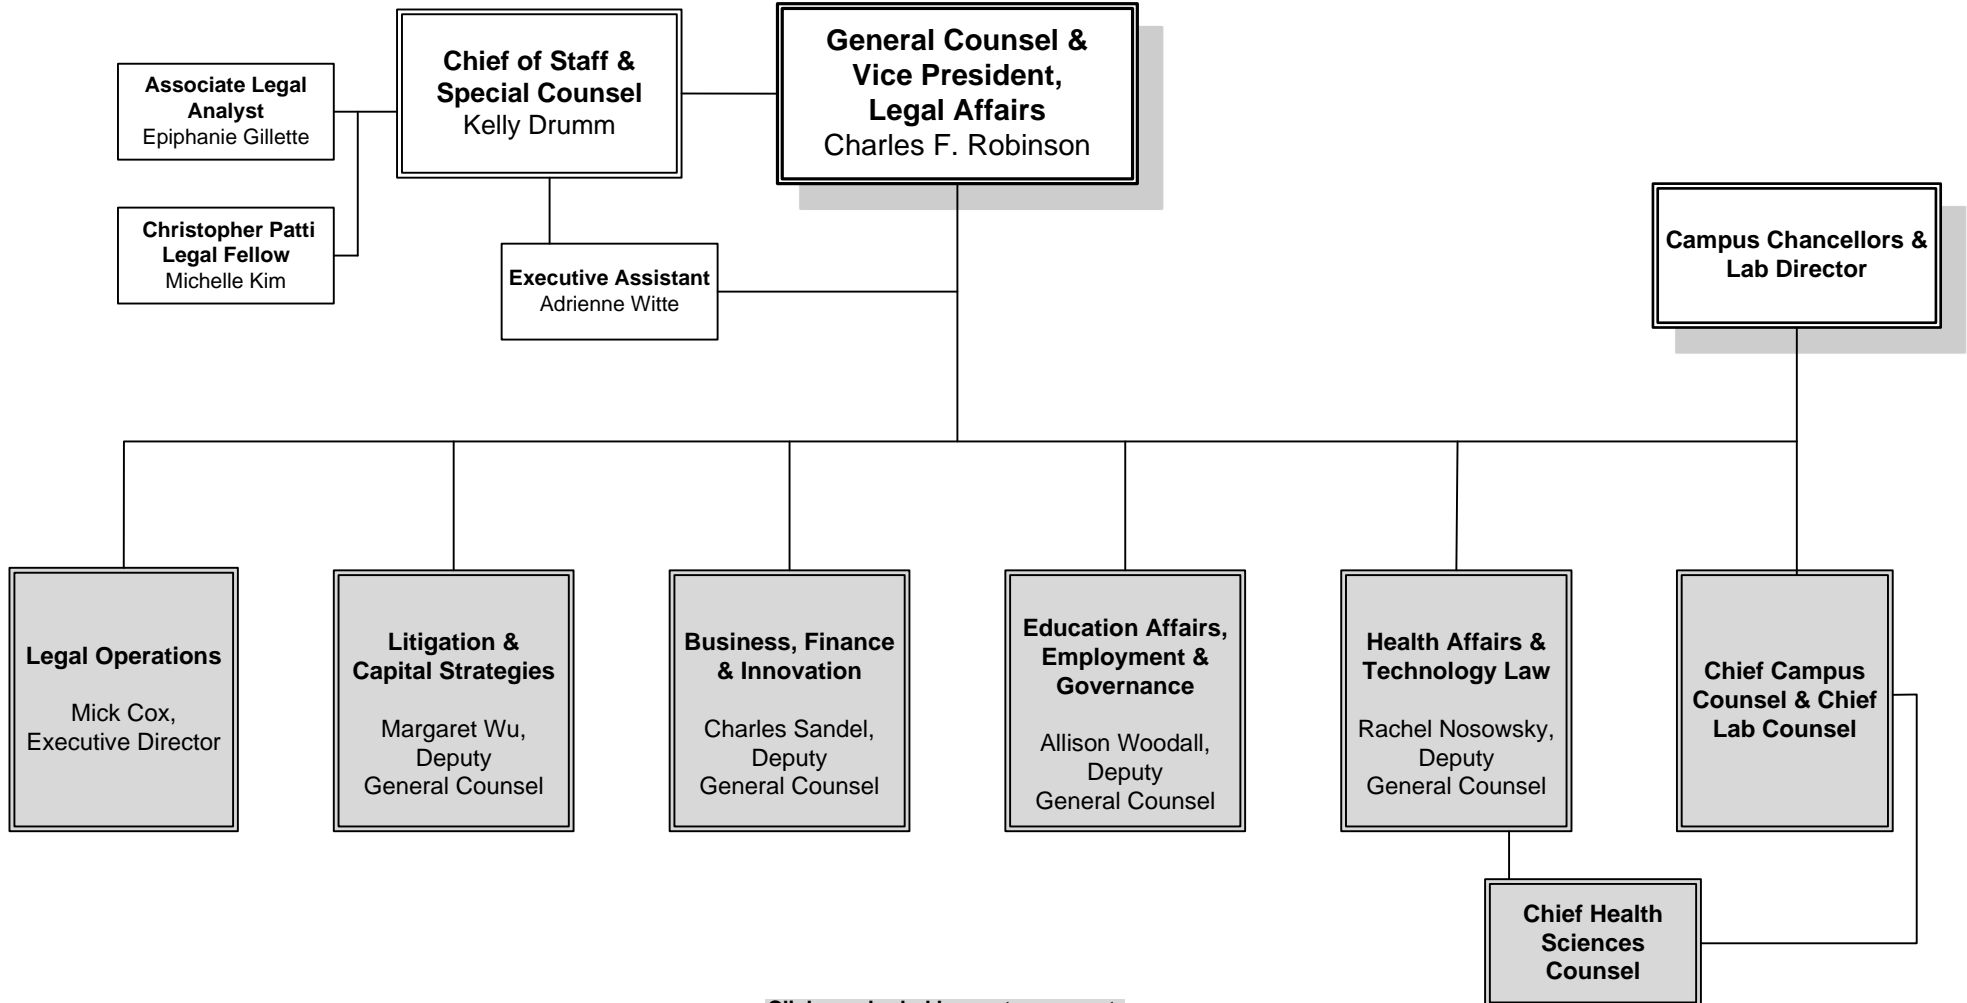 General Counsel &
Vice President,
Legal Affairs
Charles F. Robinson
Chief of Staff &
Special Counsel
Kelly Drumm
Associate Legal
Analyst
Epiphanie Gillette
Christopher Patti
Legal Fellow
Michelle Kim
Executive Assistant
Adrienne Witte
Campus Chancellors &
Lab Director
Legal Operations
Mick Cox,
Executive Director
Litigation &
Capital Strategies
Margaret Wu,
Deputy
General Counsel
Business, Finance
& Innovation
Charles Sandel,
Deputy
General Counsel
Education Affairs,
Employment &
Governance
Allison Woodall,
Deputy
General Counsel
Health Affairs &
Technology Law
Rachel Nosowsky,
Deputy
General Counsel
Chief Campus
Counsel & Chief
Lab Counsel
Chief Health
Sciences
Counsel